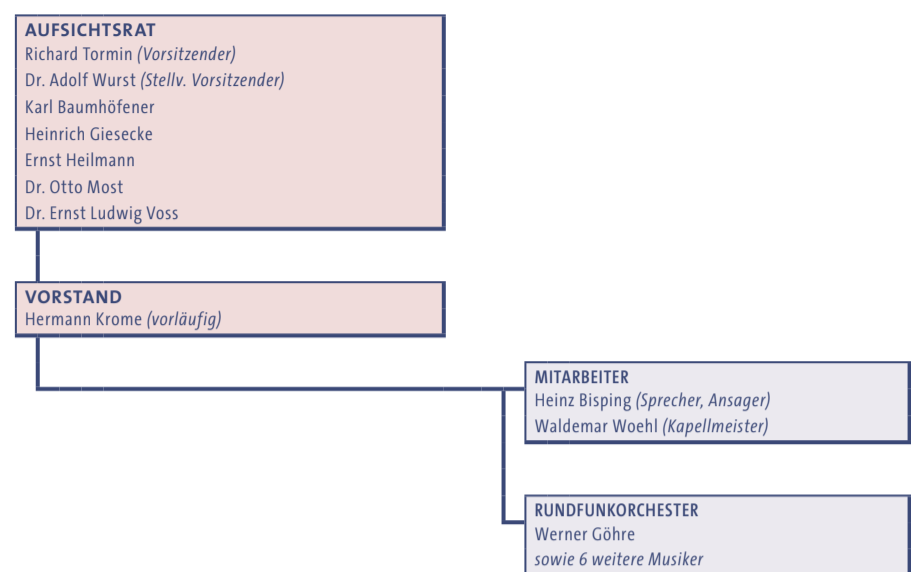 AUFSICHTSRAT
Richard Tormin (Vorsitzender)
Dr. Adolf Wurst (Stellv. Vorsitzender)
Karl Baumhöfener
Heinrich Giesecke
Ernst Heilmann
Dr. Otto Most
Dr. Ernst Ludwig Voss
VORSTAND
Hermann Krome (vorläufig)
MITARBEITER
Heinz Bisping (Sprecher, Ansager)
Waldemar Woehl (Kapellmeister)
RUNDFUNKORCHESTER
Werner Göhre
sowie 6 weitere Musiker